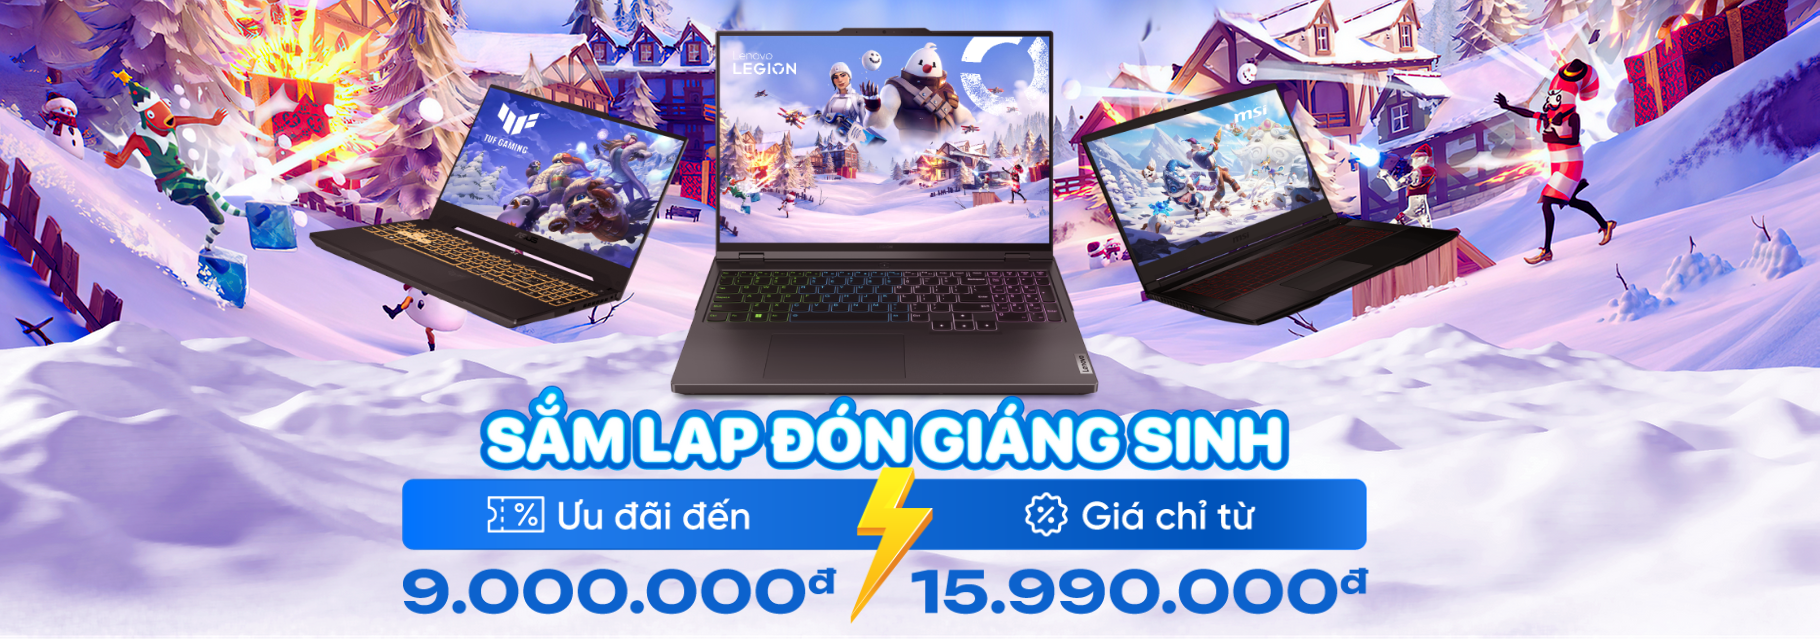 Lenovo
LEGION
TUF GAMING
msi
Lenovo
SẮM LAP ĐÓN GIÁNG SINH
Ưu đãi đến
Giá chỉ từ
9.000.000đ
15.990.000đ